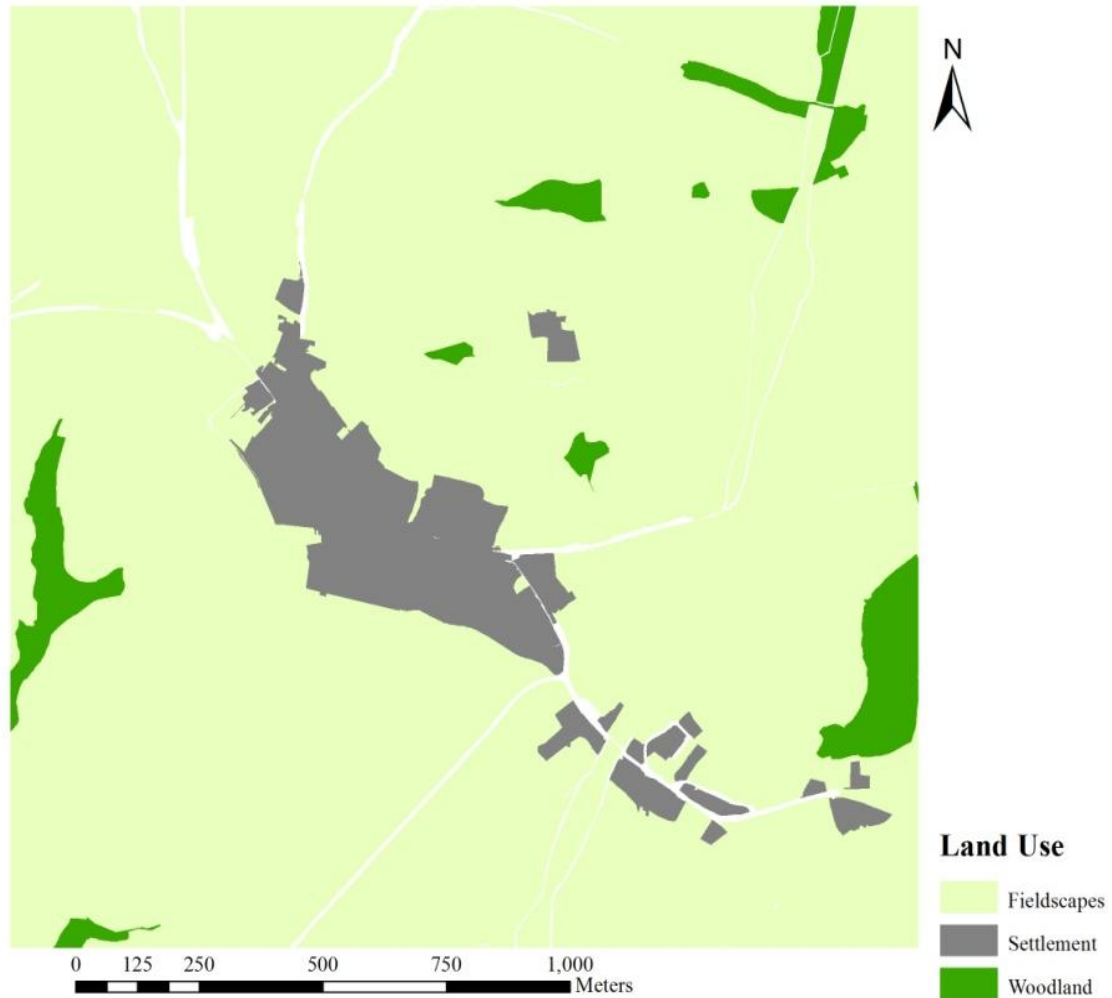 N
Land Use
Fieldscapes
Settlement
Woodland
0 125 250 500 750 1,000
Meters